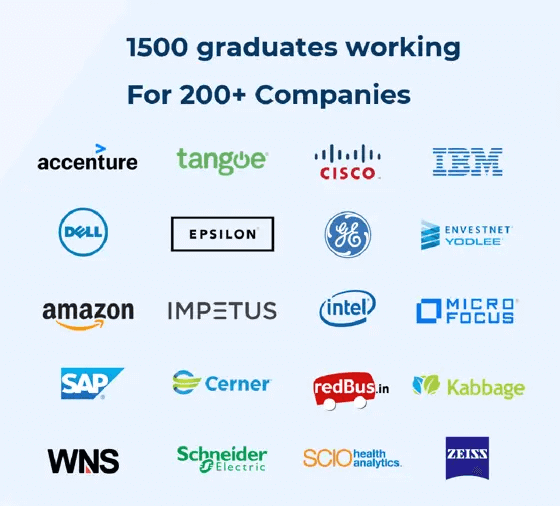 1500 graduates working
For 200+ Companies
accenture
tangoe®
CISCO
IBM
DELL
EPSILON®
GE
ENVESTNET®
YODLEE®
amazon
IMPETUS
intel®
MICRO®
FOCUS
SAP®
Cerner®
redBus.in
Kabbage
WNS
Schneider
Electric
SCIO health
analytics.
ZEISS